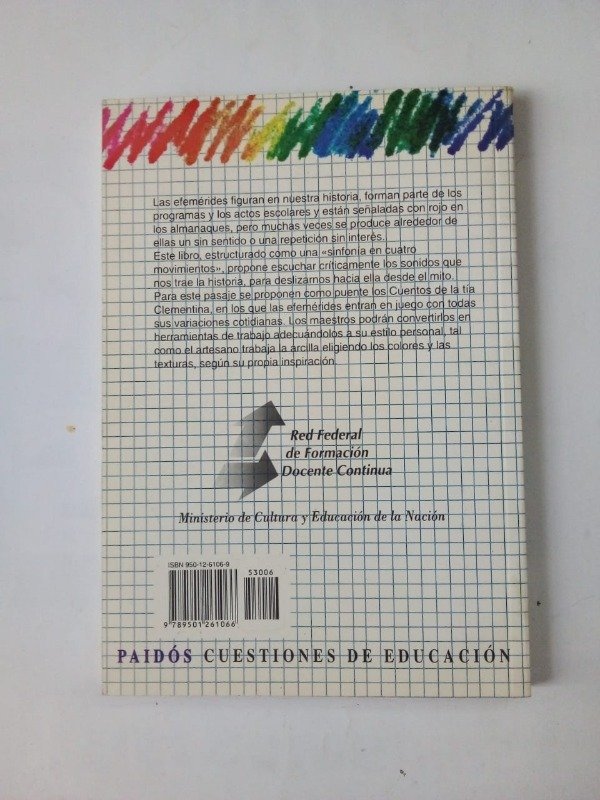 Las efemérides figuran en nuestra historia, forman parte de los
programas y los actos escolares y están señaladas con rojo en
los almanaques, pero muchas veces se produce alrededor de
ellas un sin sentido o una repetición sin interés.
Este libro, estructurado como una «sinfonía en cuatro
movimientos», propone escuchar críticamente los sonidos que
nos trae la historia, para deslizarnos hacia ella desde el mito.
Para este pasaje se proponen como puente los Cuentos de la tía
Clementina, en los que las efemérides entran en juego con todas
sus variaciones cotidianas. Los maestros podrán convertirlos en
herramientas de trabajo adecuándolos a su estilo personal, tal
como el artesano trabaja la arcilla eligiendo los colores y las
texturas, según su propia inspiración.
Red Federal
de Formación
Docente Continua
Ministerio de Cultura y Educación de la Nación
ISBN 950-12-6106-9
53006
9 789501 261066
PAIDÓS CUESTIONES DE EDUCACIÓN